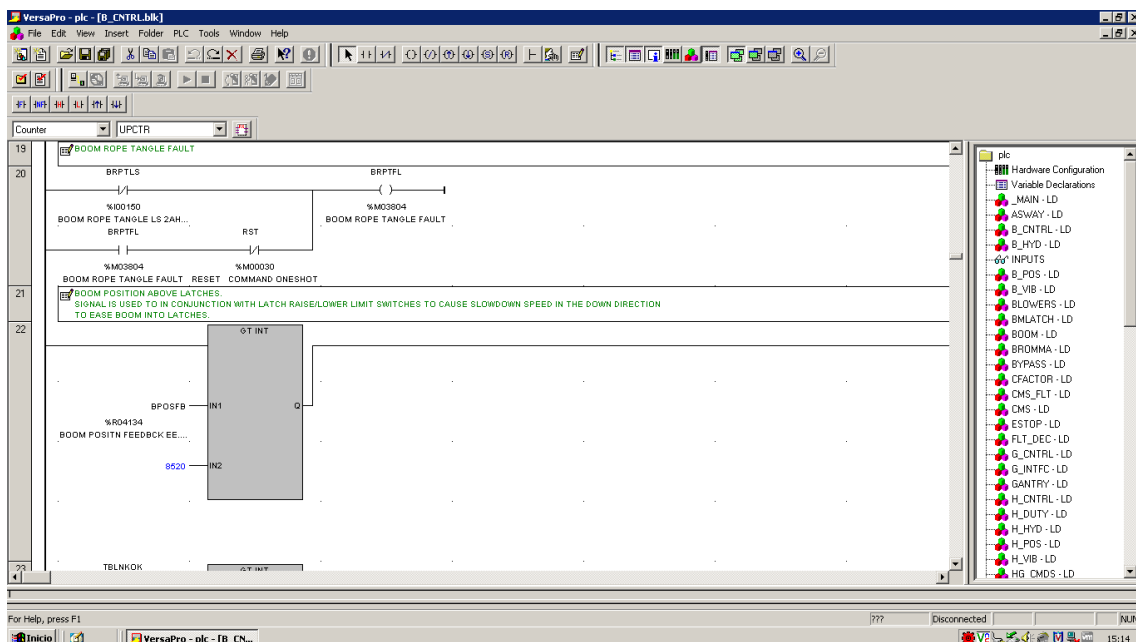 VersaPro - plc - [B_CNTRL.blk]
File Edit View Insert Folder PLC Tools Window Help
Counter UPCTR
19 BOOM ROPE TANGLE FAULT
20 BRPTLS BRPTFL
%I00150 %M03804
BOOM ROPE TANGLE LS 2AH... BOOM ROPE TANGLE FAULT
BRPTFL RST
%M03804 %M00030
BOOM ROPE TANGLE FAULT RESET COMMAND ONESHOT
21 BOOM POSITION ABOVE LATCHES.
SIGNAL IS USED TO IN CONJUNCTION WITH LATCH RAISE/LOWER LIMIT SWITCHES TO CAUSE SLOWDOWN SPEED IN THE DOWN DIRECTION
TO EASE BOOM INTO LATCHES.
22 GT INT
BPOSFB IN1 Q
%R04134
BOOM POSITN FEEDBCK EE....
8520 IN2
23 TBLNKOK GT INT
plc
Hardware Configuration
Variable Declarations
_MAIN - LD
ASWAY - LD
B_CNTRL - LD
B_HYD - LD
INPUTS
B_POS - LD
B_VIB - LD
BLOWERS - LD
BMLATCH - LD
BOOM - LD
BROMMA - LD
BYPASS - LD
CFACTOR - LD
CMS_FLT - LD
CMS - LD
ESTOP - LD
FLT_DEC - LD
G_CNTRL - LD
G_INTFC - LD
GANTRY - LD
H_CNTRL - LD
H_DUTY - LD
H_HYD - LD
H_POS - LD
H_VIB - LD
HG_CMDS - LD
For Help, press F1 ??? Disconnected NUM
Inicio VersaPro - plc - [B_CN... 15:14